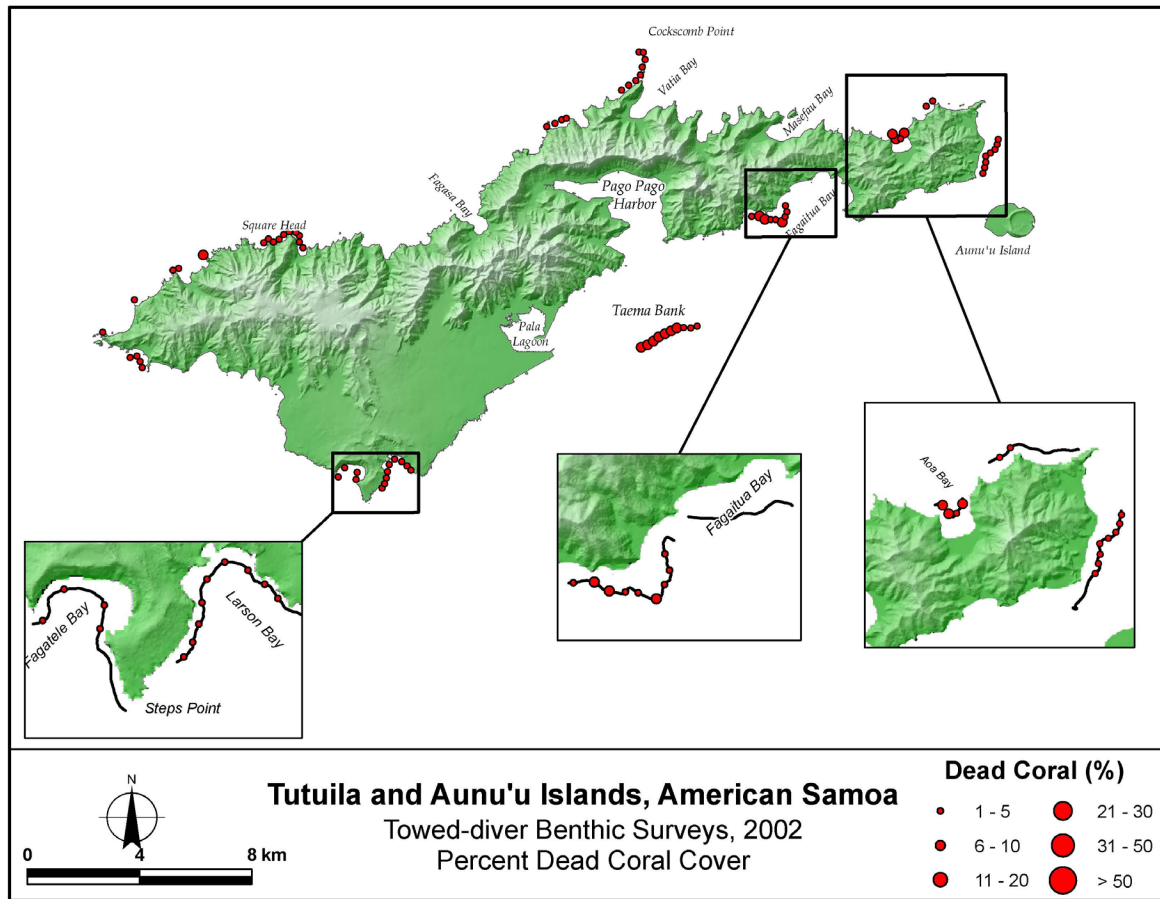 Cockscomb Point
Vatia Bay
Masefau Bay
Fagasa Bay
Pago Pago
Harbor
Fagaitua Bay
Square Head
Aunu'u Island
Taema Bank
Pala
Lagoon
Aoa Bay
Fagaitua Bay
Fagatele Bay
Larson Bay
Steps Point
N
0 4 8 km
Tutuila and Aunu'u Islands, American Samoa
Towed-diver Benthic Surveys, 2002
Percent Dead Coral Cover
Dead Coral (%)
1 - 5
6 - 10
11 - 20
21 - 30
31 - 50
> 50